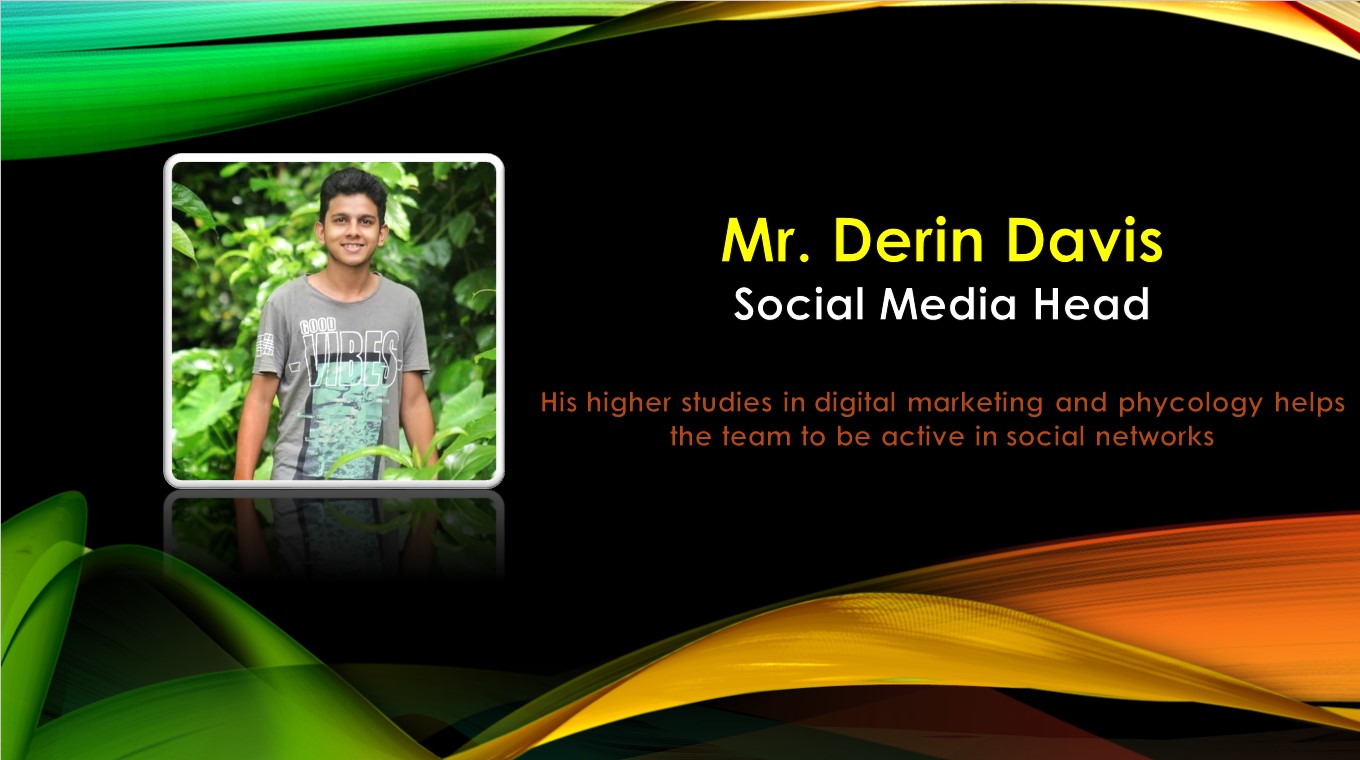 Mr. Derin Davis
Social Media Head
His higher studies in digital marketing and phycology helps
the team to be active in social networks
GOOD
-VIBES-